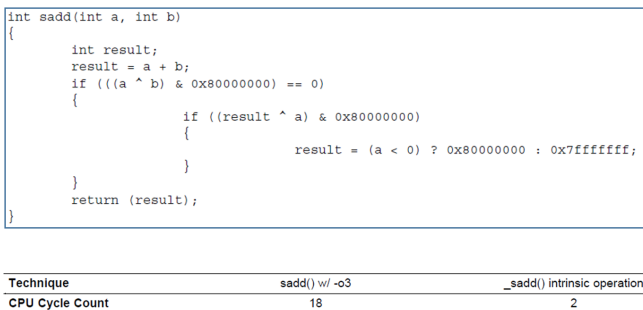 int sadd(int a, int b)
{
int result;
result = a + b;
if (((a ^ b) & 0x80000000) == 0)
{
if ((result ^ a) & 0x80000000)
{
result = (a < 0) ? 0x80000000 : 0x7fffffff;
}
}
return (result);
}
Technique sadd() w/ -o3 _sadd() intrinsic operation
CPU Cycle Count 18 2